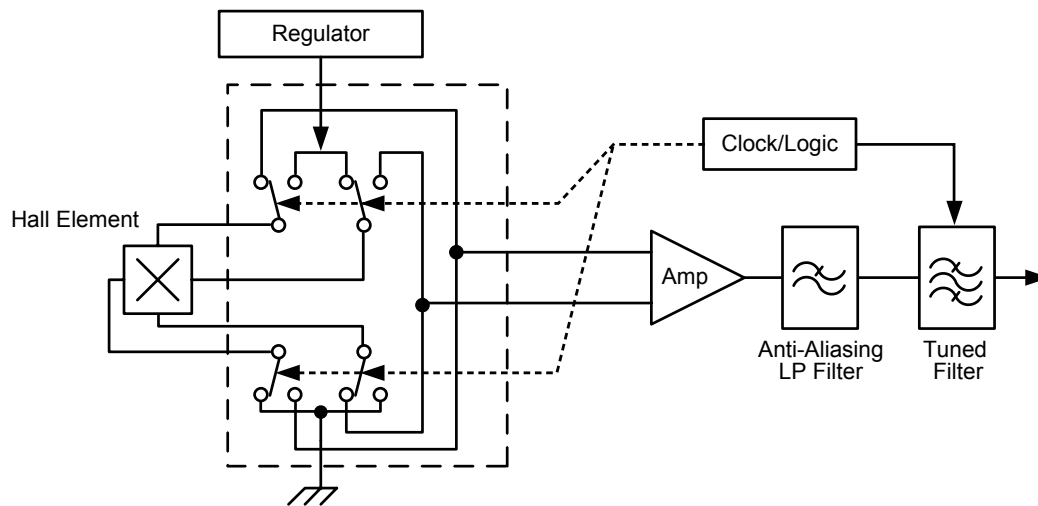 Regulator
Clock/Logic
Hall Element
Amp
Anti-Aliasing
LP Filter
Tuned
Filter